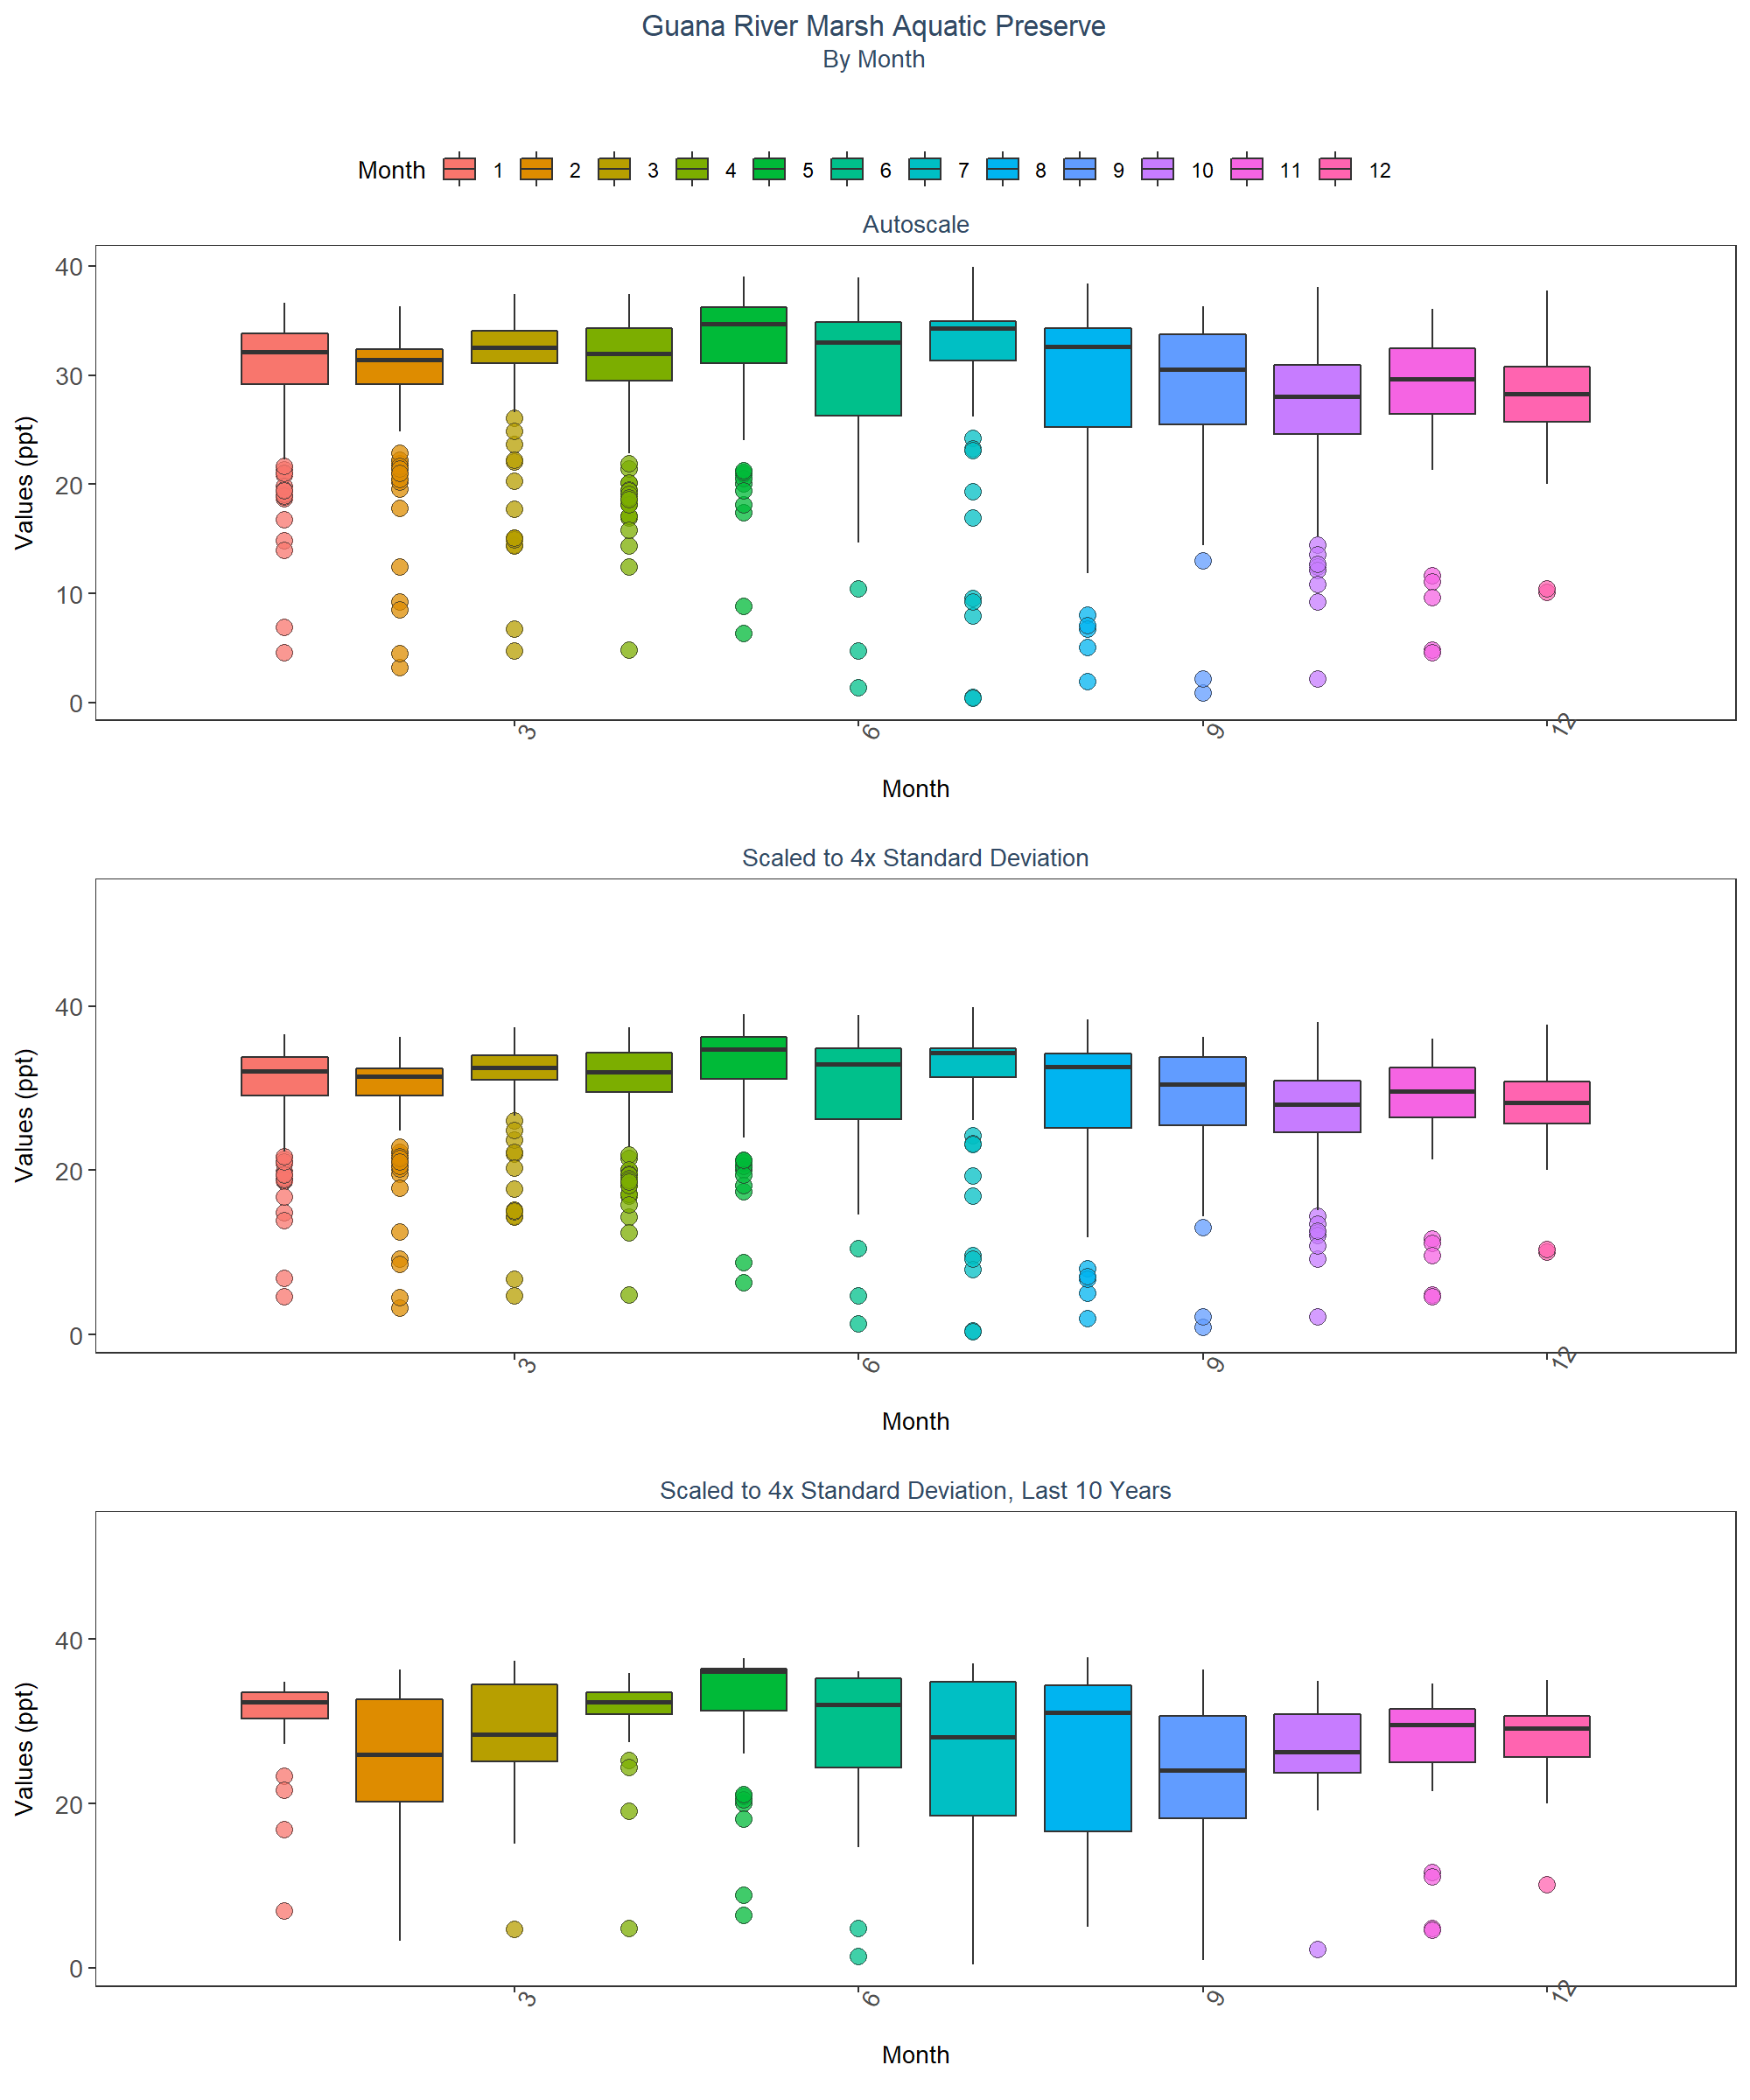 Guana River Marsh Aquatic Preserve
By Month
Month 1 2 3 4 5 6 7 8 9 10 11 12
Autoscale
40
30
20
10
0
Values (ppt)
3 6 9 12
Month
Scaled to 4x Standard Deviation
40
20
0
Values (ppt)
3 6 9 12
Month
Scaled to 4x Standard Deviation, Last 10 Years
40
20
0
Values (ppt)
3 6 9 12
Month